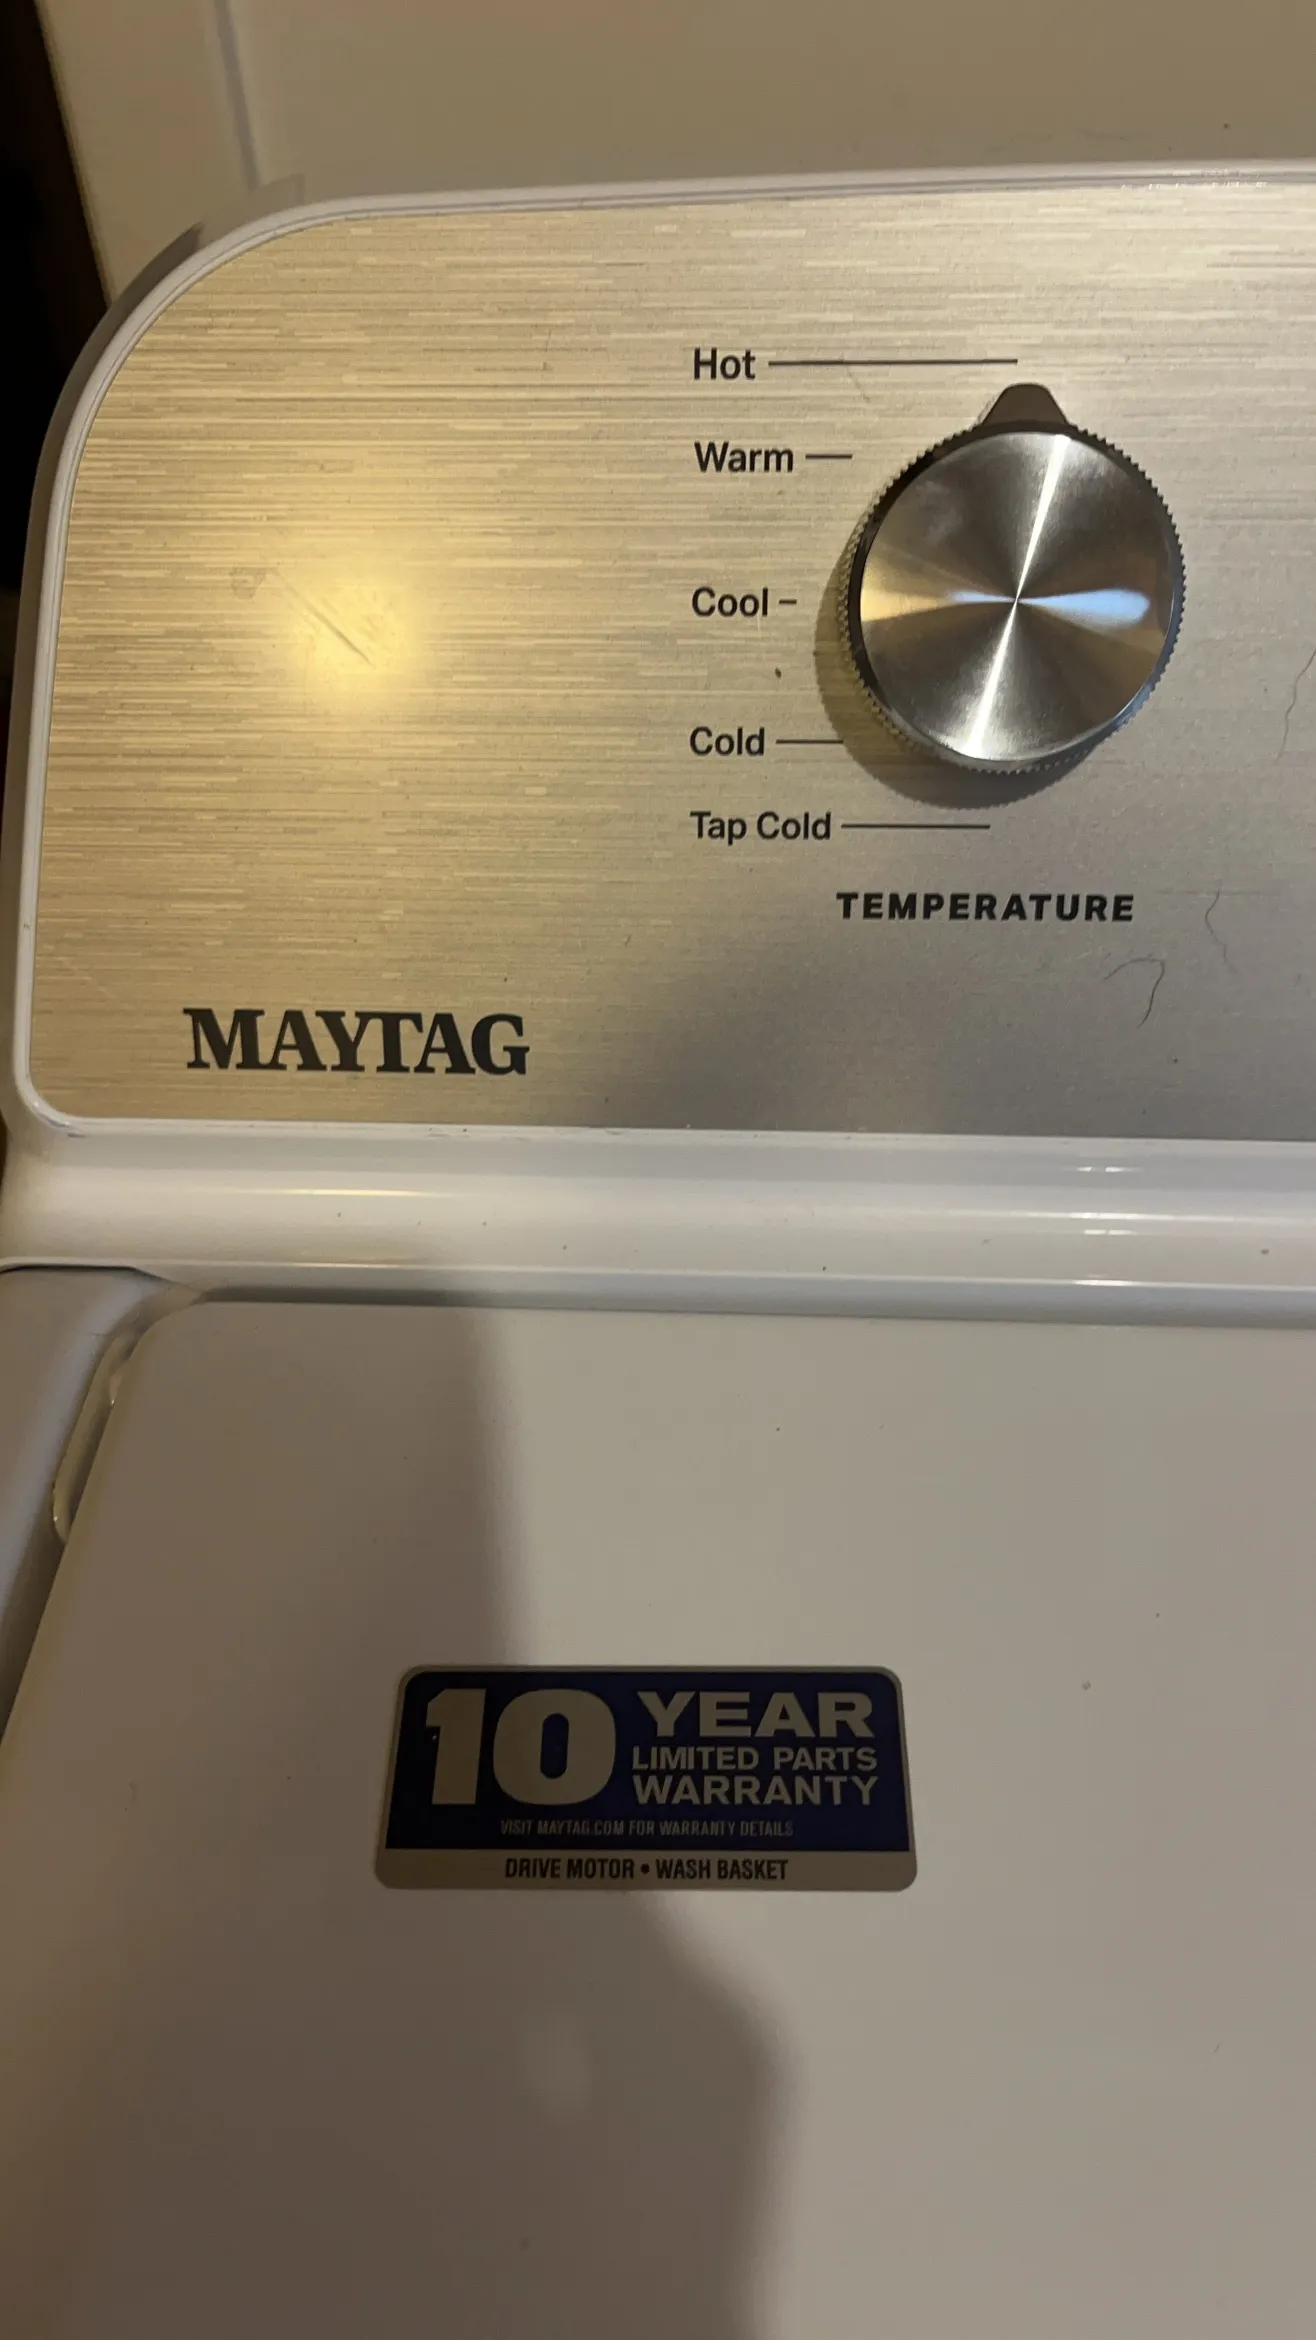 Hot
Warm
Cool
Cold
Tap Cold
TEMPERATURE
MAYTAG
10 YEAR
LIMITED PARTS
WARRANTY
VISIT MAYTAG.COM FOR WARRANTY DETAILS
DRIVE MOTOR • WASH BASKET